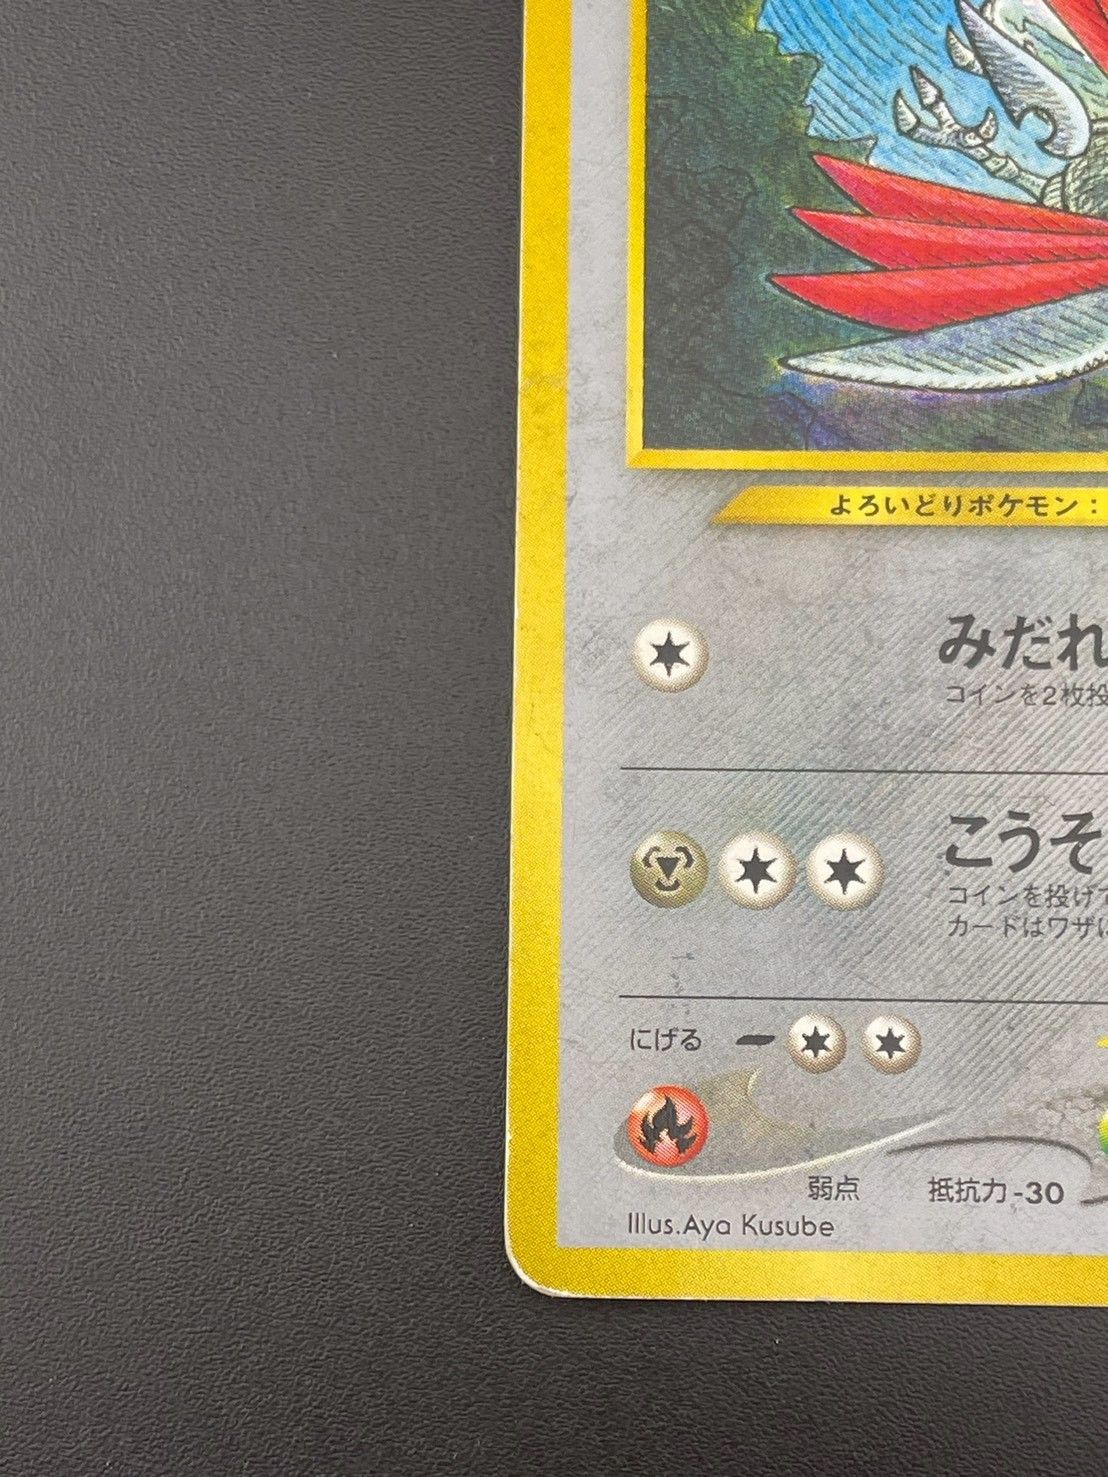 よろいどりポケモン：
みだれ
コインを2枚投
こうそ
コインを投げて
カードはワザに
にげる
弱点 抵抗力 -30
Illus.Aya Kusube